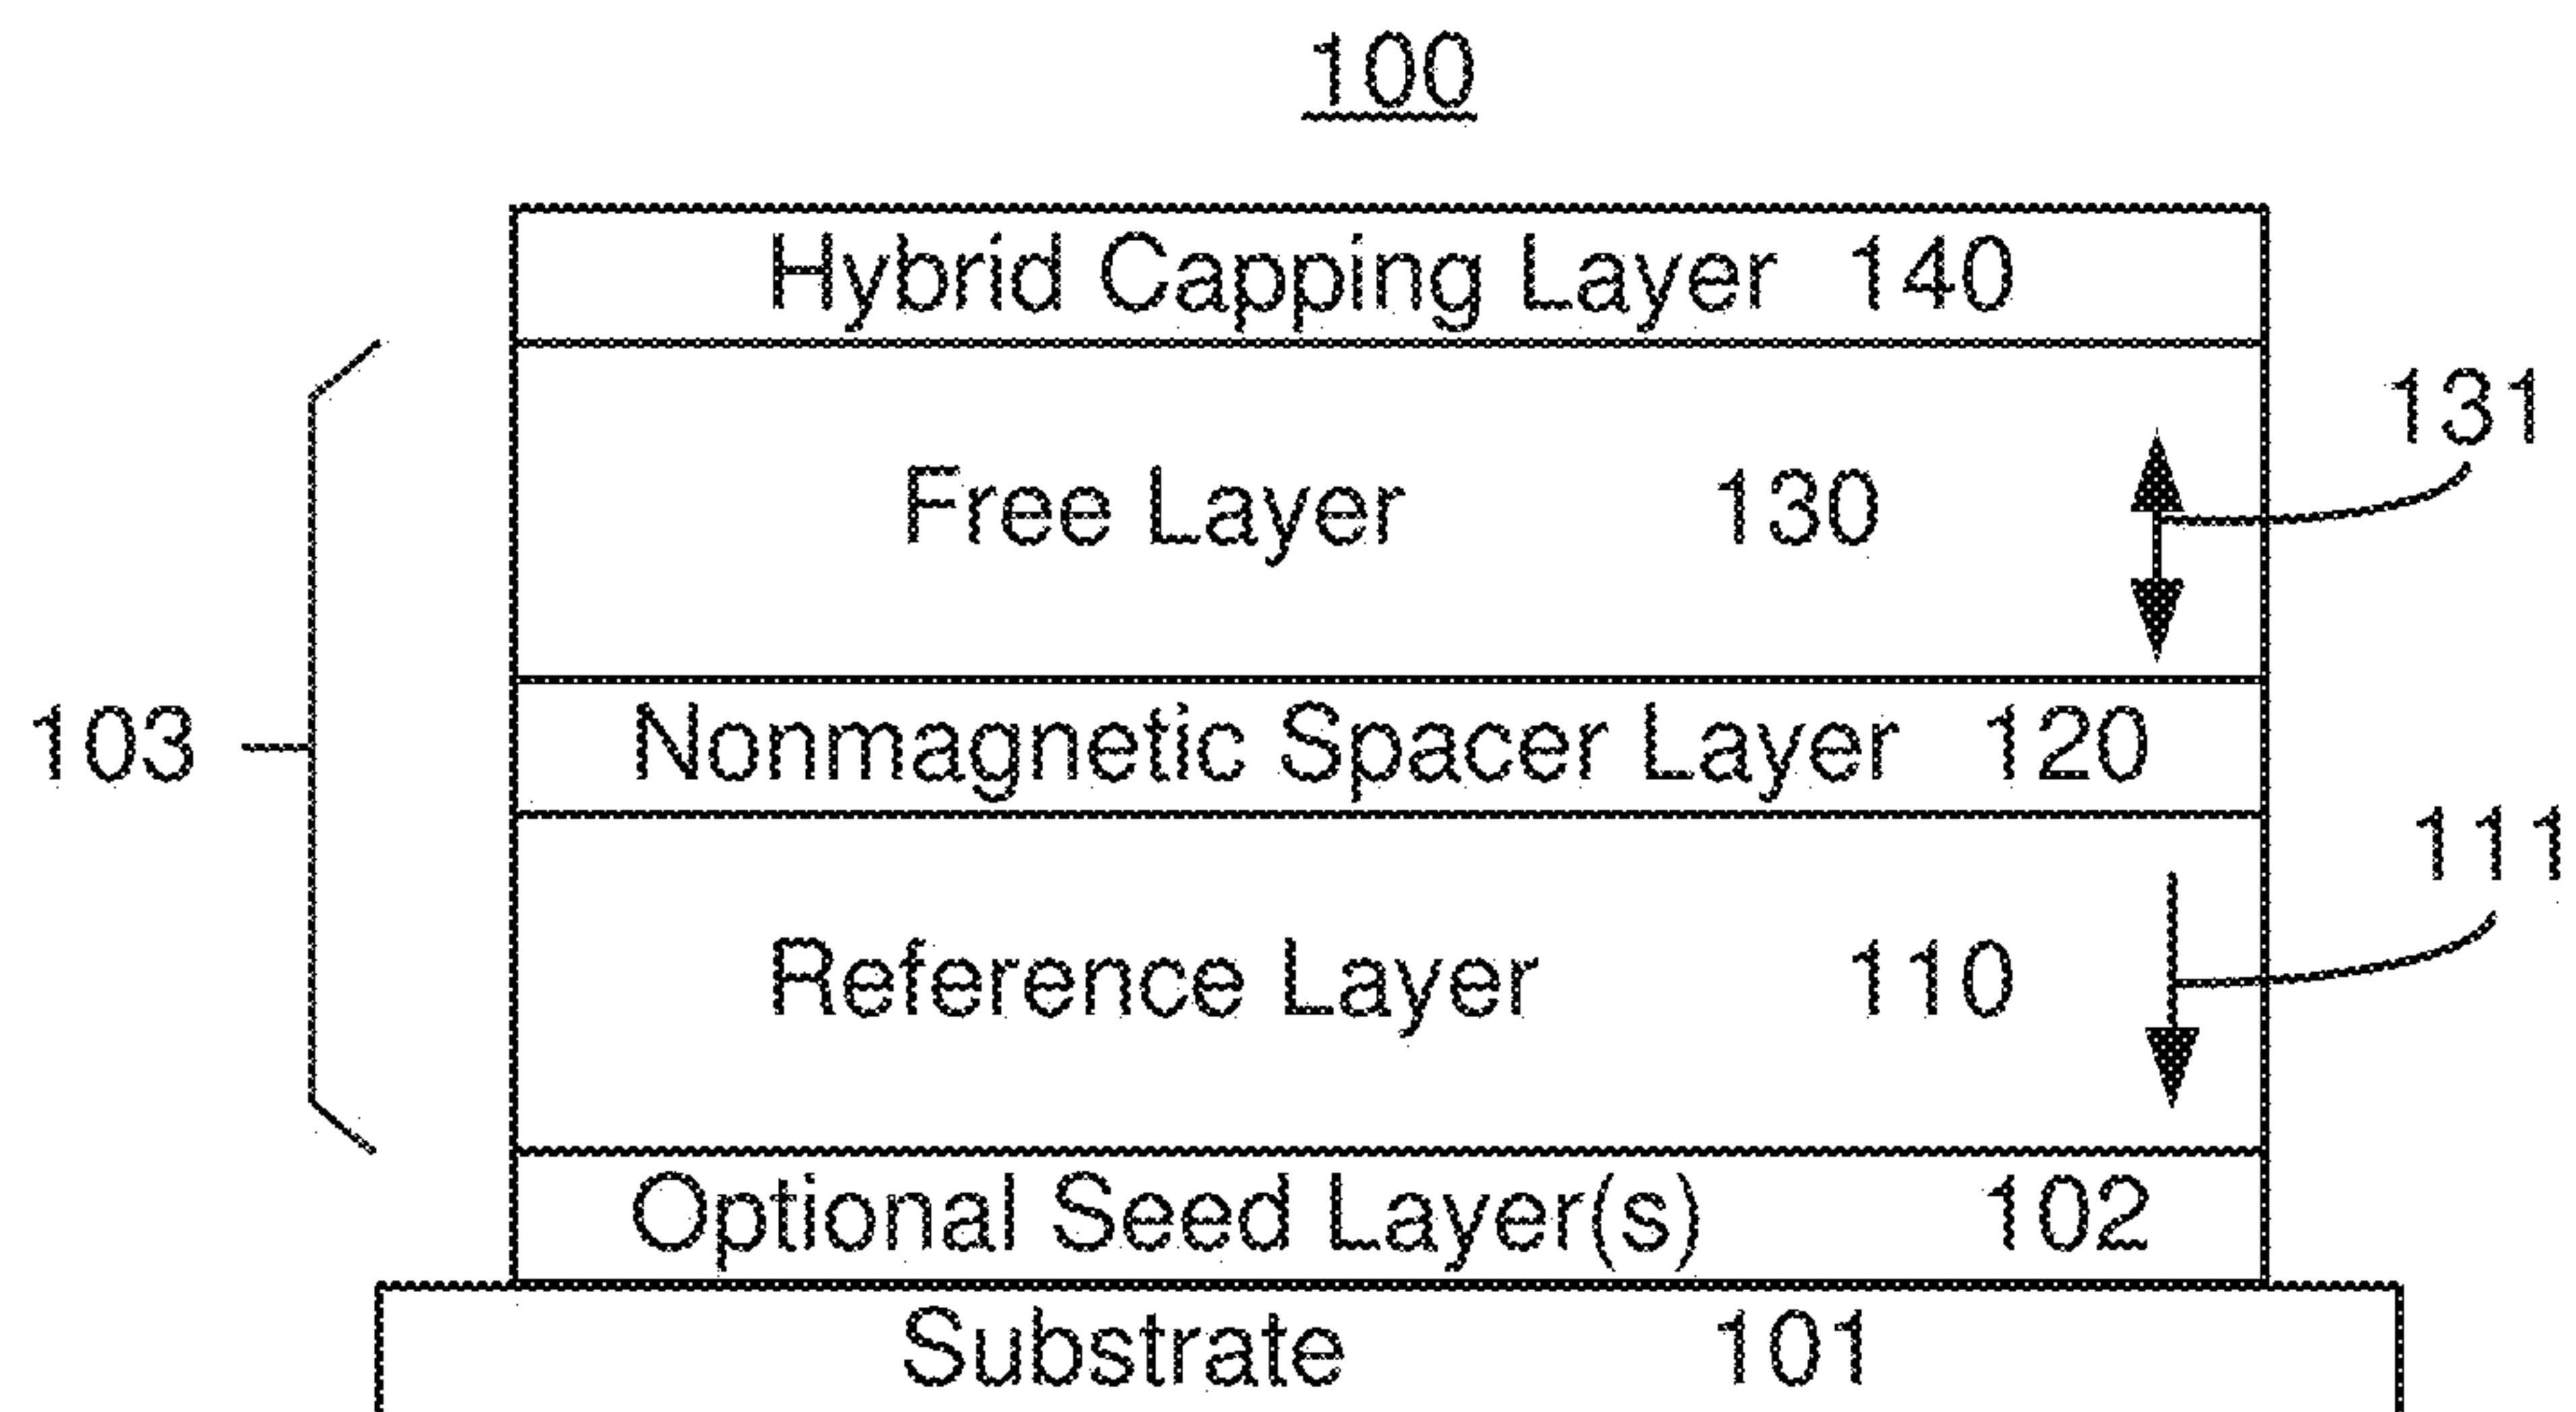 100
Hybrid Capping Layer 140
131
Free Layer 130
103
Nonmagnetic Spacer Layer 120
111
Reference Layer 110
Optional Seed Layer(s) 102
Substrate 101